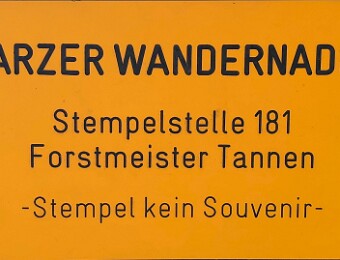 ARZER WANDERNAD
Stempelstelle 181
Forstmeister Tannen
-Stempel kein Souvenir-